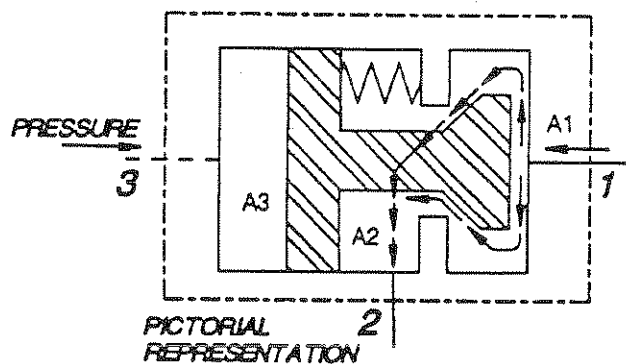 PRESSURE
3
A3
A2
A1
1
2
PICTORIAL
REPRESENTATION